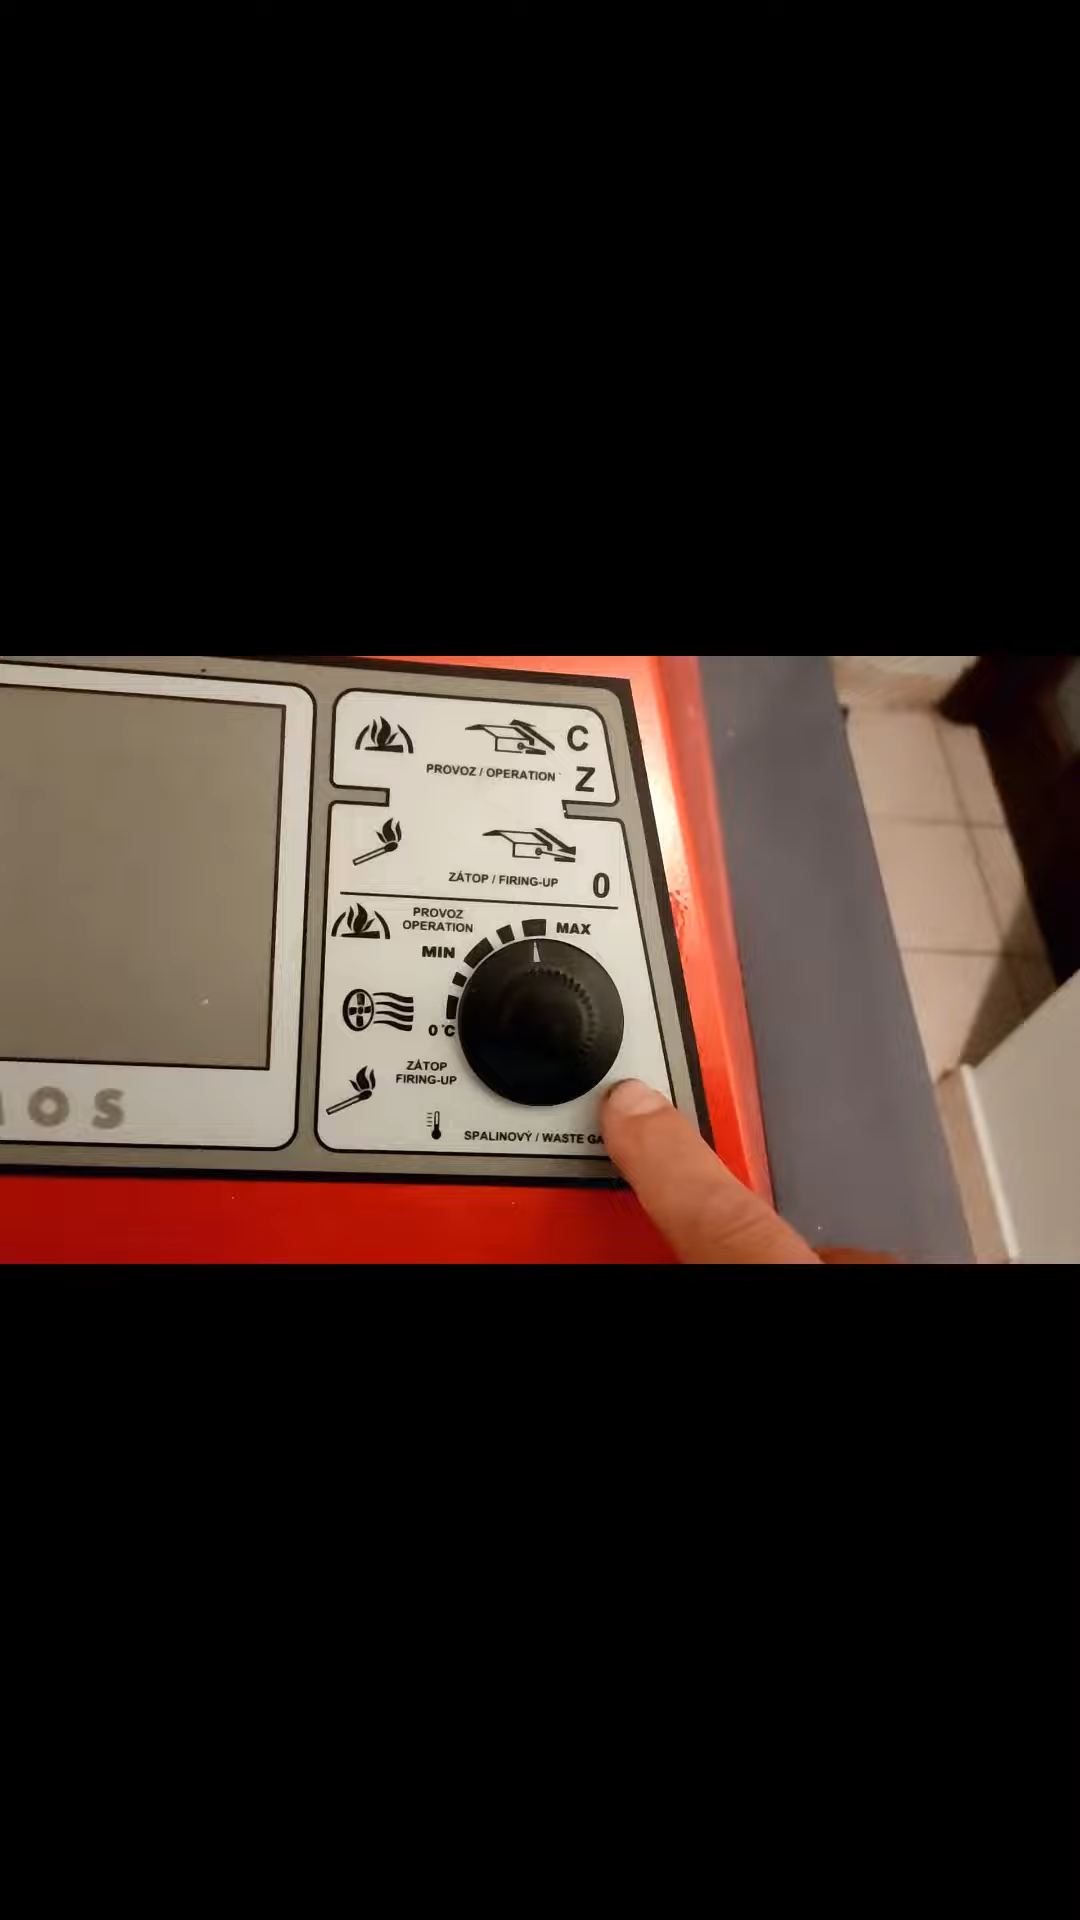 C
PROVOZ / OPERATION
Z
ZÁTOP / FIRING-UP
0
PROVOZ
OPERATION
MAX
MIN
0°C
ZÁTOP
FIRING-UP
SPALINOVÝ / WASTE GA
OS